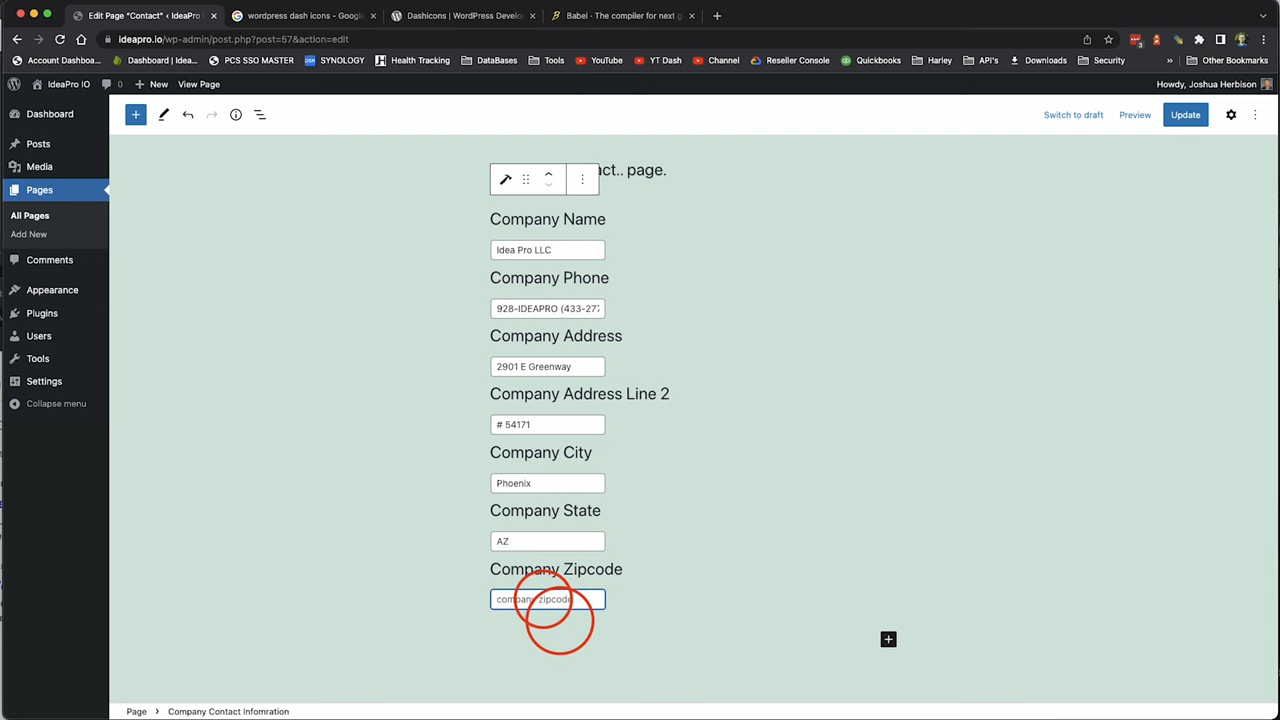 Edit Page "Contact" ‹ IdeaPro
wordpress dash icons - Google
Dashicons | WordPress Develo
Babel · The compiler for next g
ideapro.io/wp-admin/post.php?post=57&action=edit
Account Dashboa...
Dashboard | Idea...
PCS SSO MASTER
SYNOLOGY
Health Tracking
DataBases
Tools
YouTube
YT Dash
Channel
Reseller Console
Quickbooks
Harley
API's
Downloads
Security
»
Other Bookmarks
IdeaPro IO
0
New
View Page
Howdy, Joshua Herbison
Dashboard
Posts
Media
Pages
All Pages
Add New
Comments
Appearance
Plugins
Users
Tools
Settings
Collapse menu
Switch to draft
Preview
Update
act.. page.
Company Name
Idea Pro LLC
Company Phone
928-IDEAPRO (433-277
Company Address
2901 E Greenway
Company Address Line 2
# 54171
Company City
Phoenix
Company State
AZ
Company Zipcode
company zipcode
Page › Company Contact Infomration